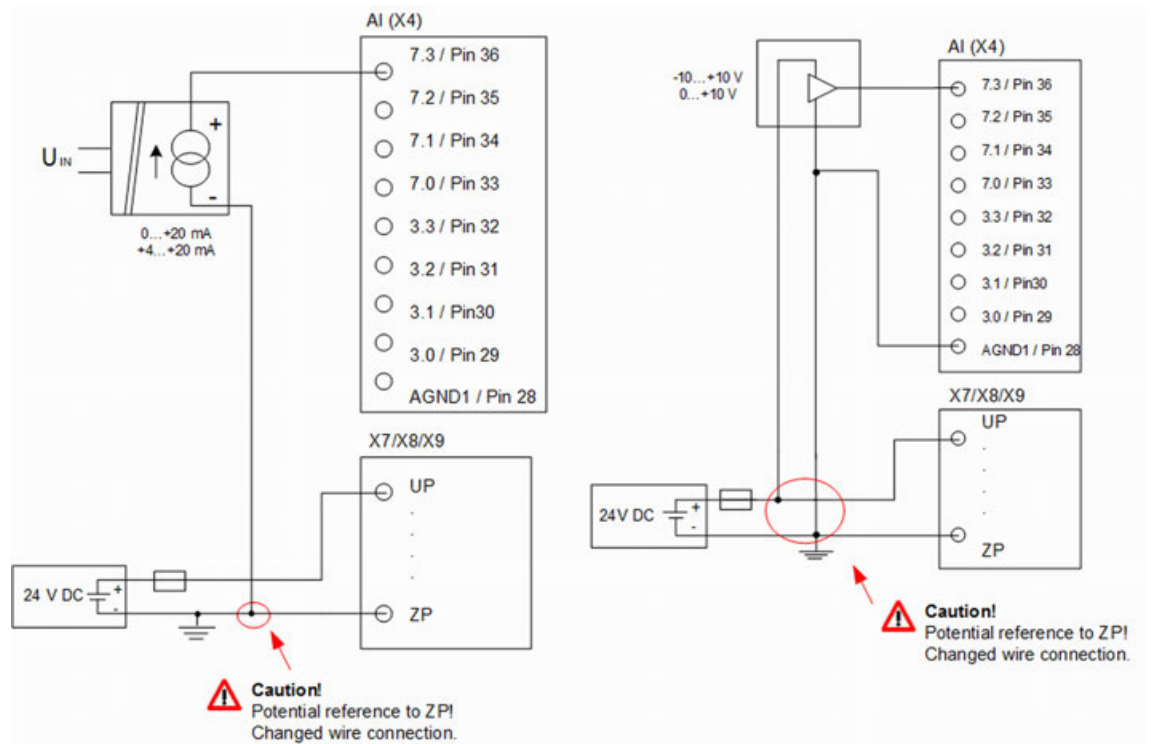 AI (X4)
7.3 / Pin 36
7.2 / Pin 35
7.1 / Pin 34
7.0 / Pin 33
3.3 / Pin 32
3.2 / Pin 31
3.1 / Pin30
3.0 / Pin 29
AGND1 / Pin 28
+
UIN
-
0...+20 mA
+4...+20 mA
X7/X8/X9
UP
.
.
.
.
ZP
24 V DC
+
-
Caution!
Potential reference to ZP!
Changed wire connection.
AI (X4)
-10...+10 V
0...+10 V
7.3 / Pin 36
7.2 / Pin 35
7.1 / Pin 34
7.0 / Pin 33
3.3 / Pin 32
3.2 / Pin 31
3.1 / Pin30
3.0 / Pin 29
AGND1 / Pin 28
X7/X8/X9
UP
.
.
.
.
ZP
24V DC
+
-
Caution!
Potential reference to ZP!
Changed wire connection.